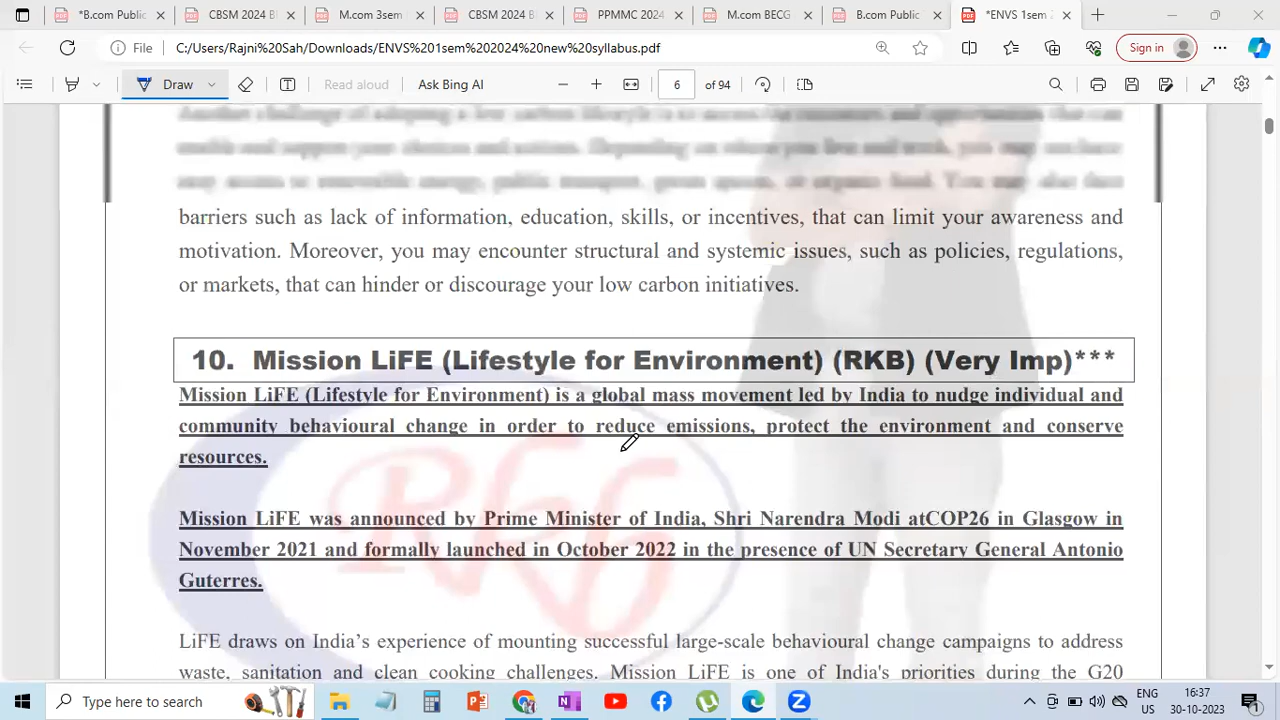 *B.com Public
CBSM 2024
M.com 3sem
CBSM 2024 B
PPMMC 2024
M.com BECG
B.com Public
*ENVS 1sem 2
File
C:/Users/Rajni%20Sah/Downloads/ENVS%201sem%202024%20new%20syllabus.pdf
Sign in
Draw
Read aloud
Ask Bing AI
6 of 94
barriers such as lack of information, education, skills, or incentives, that can limit your awareness and
motivation. Moreover, you may encounter structural and systemic issues, such as policies, regulations,
or markets, that can hinder or discourage your low carbon initiatives.
10. Mission LiFE (Lifestyle for Environment) (RKB) (Very Imp)***
Mission LiFE (Lifestyle for Environment) is a global mass movement led by India to nudge individual and
community behavioural change in order to reduce emissions, protect the environment and conserve
resources.
Mission LiFE was announced by Prime Minister of India, Shri Narendra Modi atCOP26 in Glasgow in
November 2021 and formally launched in October 2022 in the presence of UN Secretary General Antonio
Guterres.
LiFE draws on India's experience of mounting successful large-scale behavioural change campaigns to address
waste, sanitation and clean cooking challenges. Mission LiFE is one of India's priorities during the G20
Type here to search
ENG
US
16:37
30-10-2023